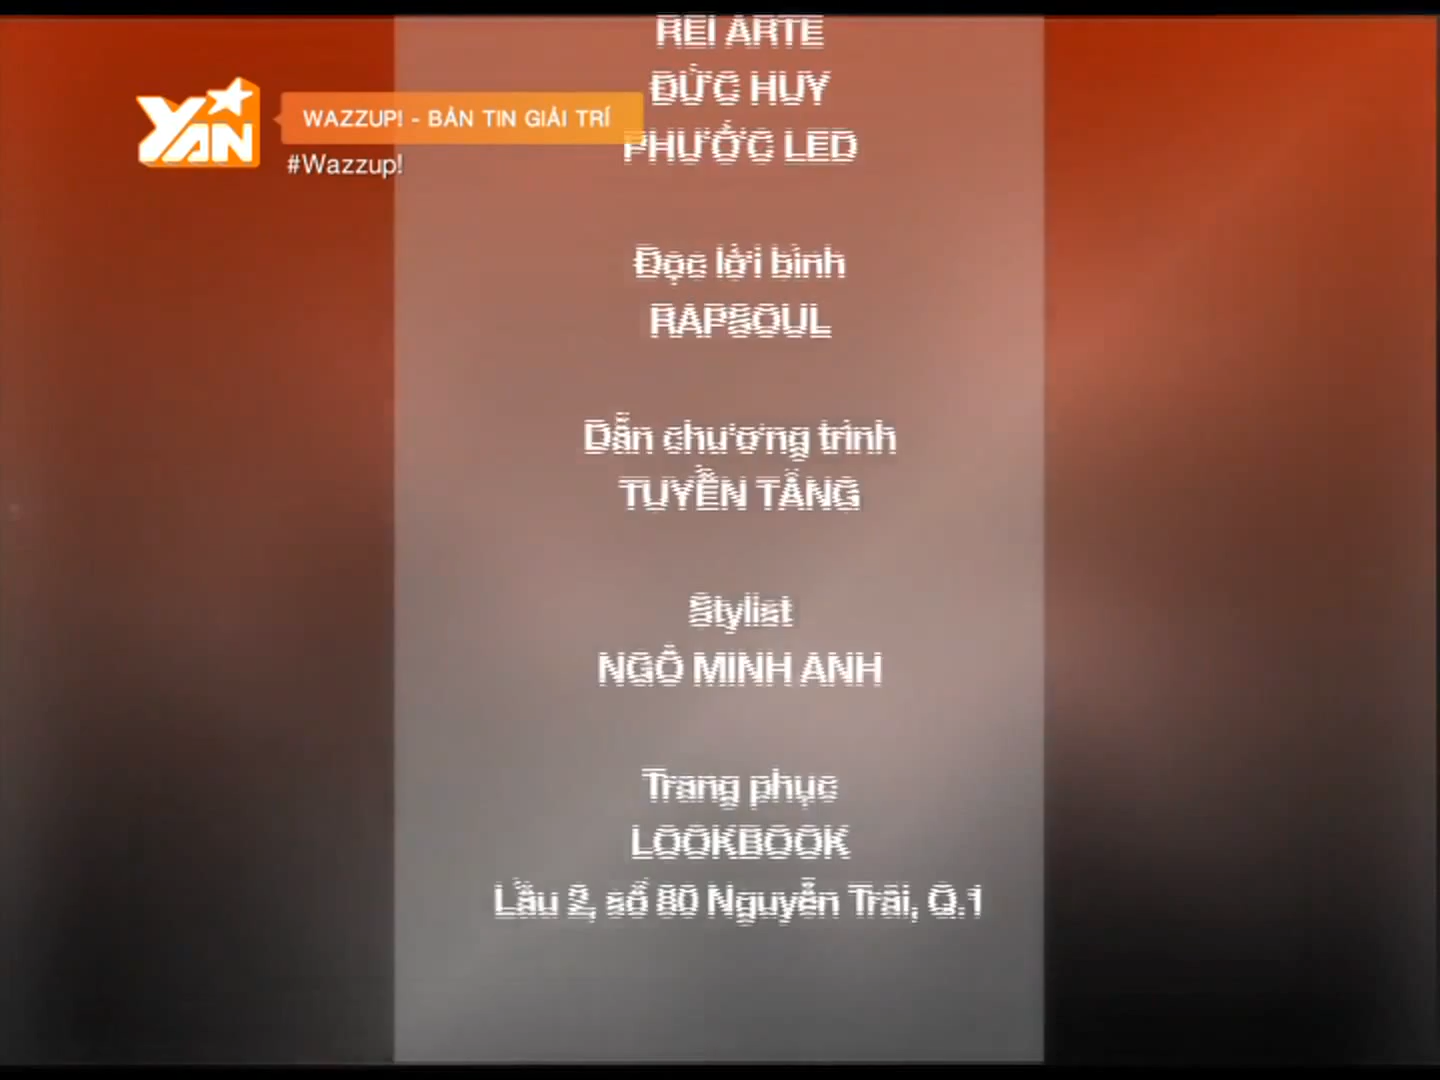 REI ARTE
ĐỨC HUY
YAN
WAZZUP! - BẢN TIN GIẢI TRÍ
PHƯỚC LED
#Wazzup!
Đọc lời bình
RAPSOUL
Dẫn chương trình
TUYỀN TĂNG
Stylist
NGÔ MINH ANH
Trang phục
LOOKBOOK
Lầu 2, số 80 Nguyễn Trãi, Q.1